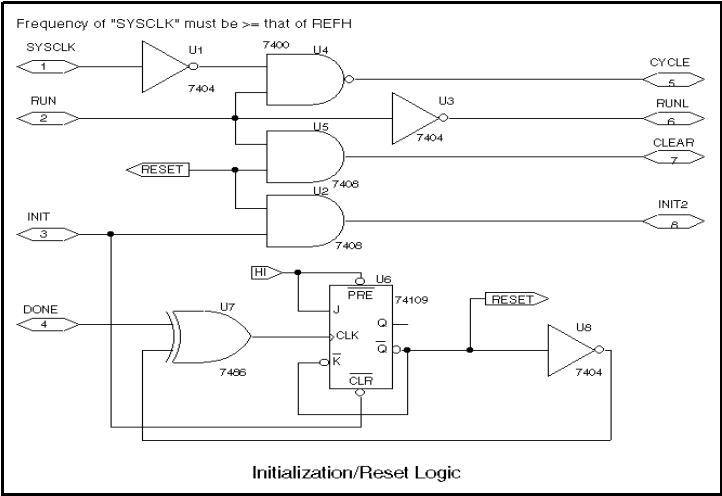 Frequency of "SYSCLK" must be >= that of REFH
SYSCLK
1
U1
7404
7400
U4
CYCLE
5
RUN
2
U3
7404
RUNL
6
U5
7408
CLEAR
7
RESET
U2
7408
INIT2
8
INIT
3
HI
U6
PRE
74109
J
Q
CLK
K
Q
CLR
RESET
DONE
4
U7
7486
U8
7404
Initialization/Reset Logic